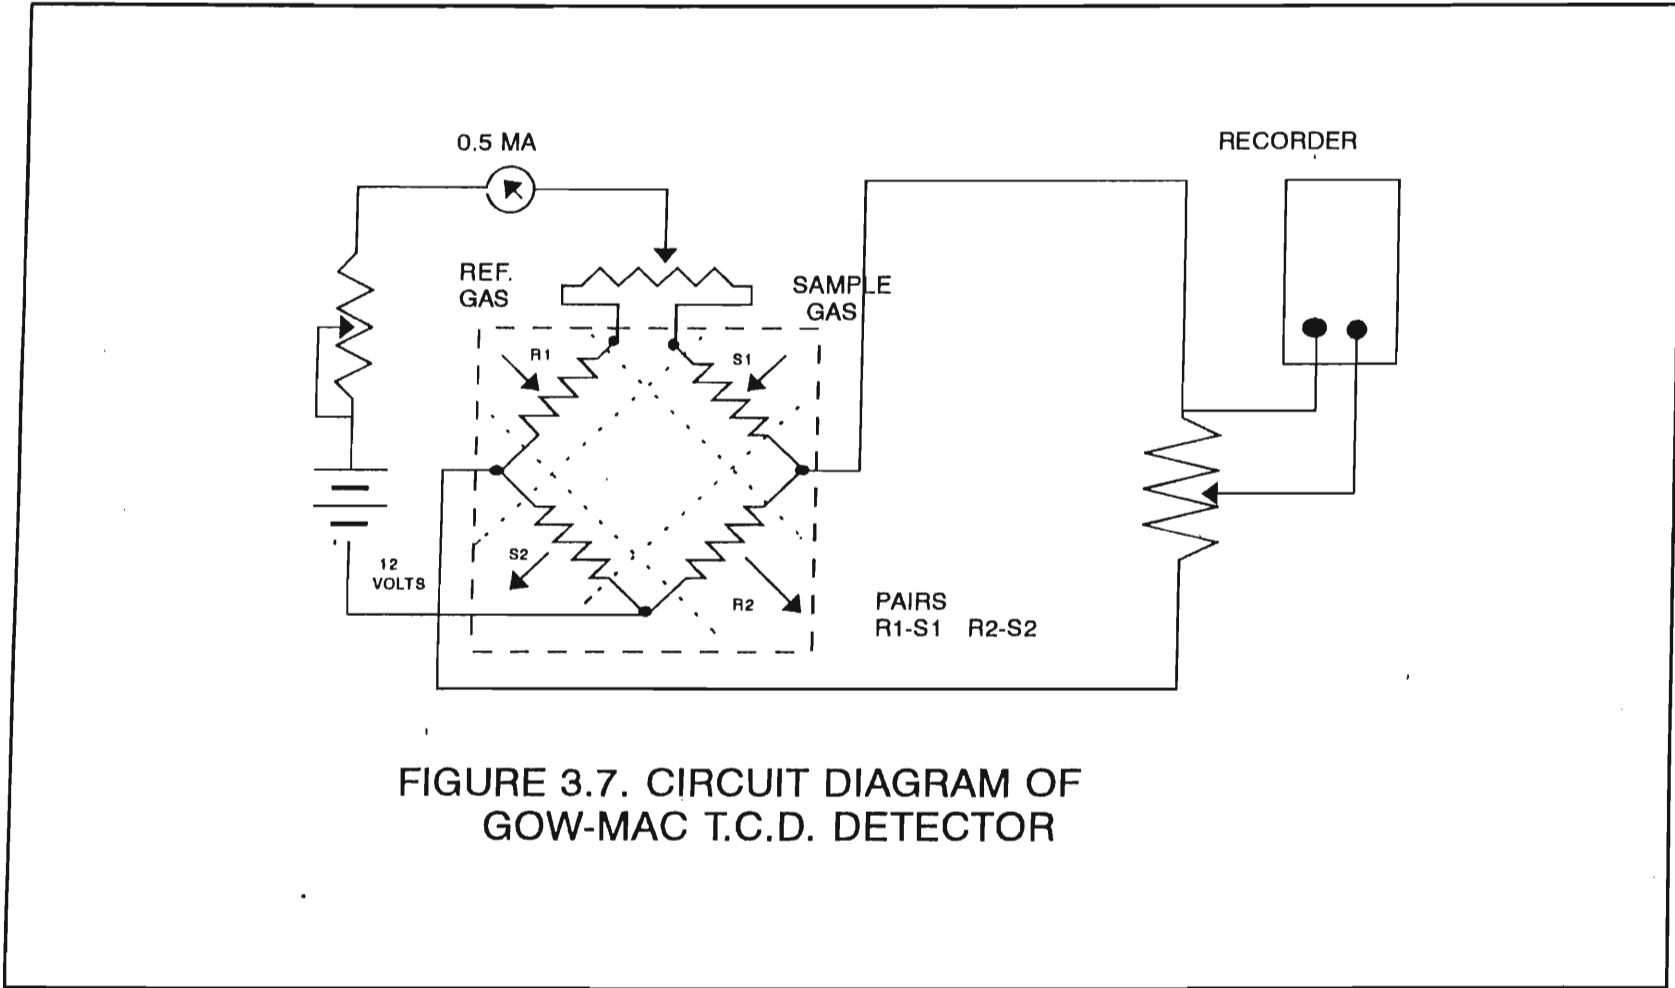 0.5 MA
RECORDER
REF.
GAS
SAMPLE
GAS
R1
S1
S2
R2
12
VOLTS
PAIRS
R1-S1 R2-S2
FIGURE 3.7. CIRCUIT DIAGRAM OF
GOW-MAC T.C.D. DETECTOR